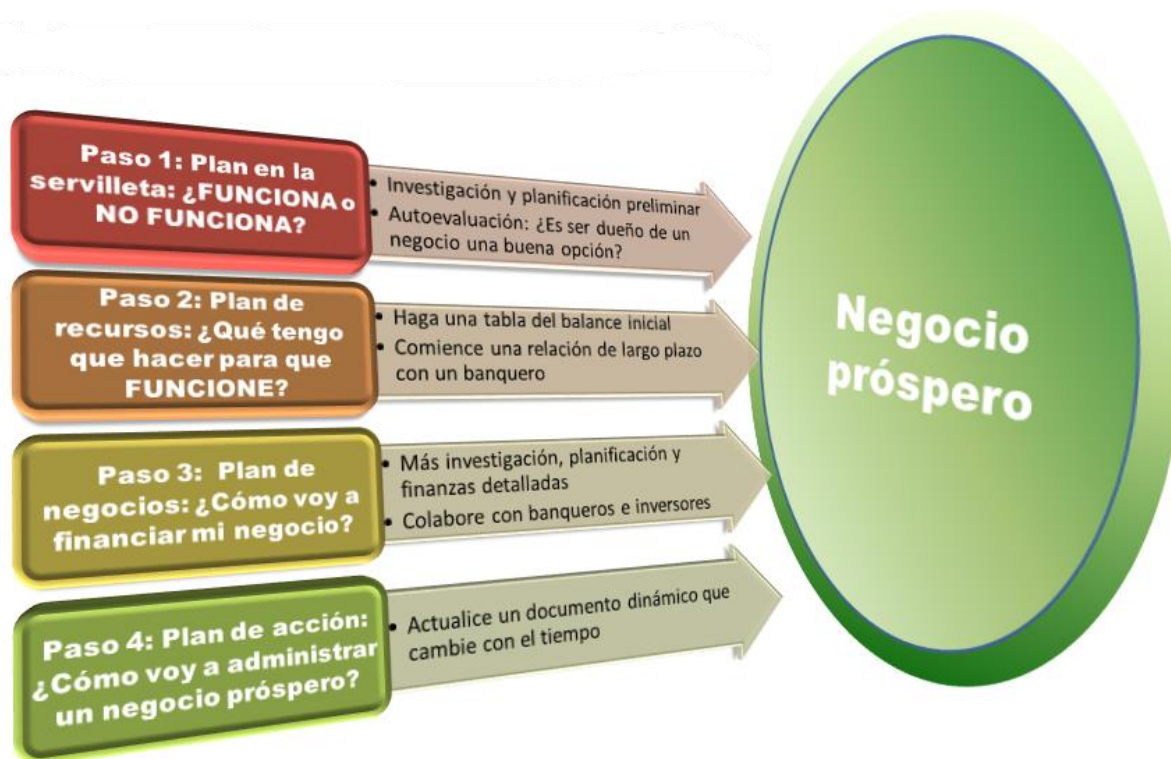 Paso 1: Plan en la
servilleta: ¿FUNCIONA o
NO FUNCIONA?
• Investigación y planificación preliminar
• Autoevaluación: ¿Es ser dueño de un
negocio una buena opción?
Paso 2: Plan de
recursos: ¿Qué tengo
que hacer para que
FUNCIONE?
• Haga una tabla del balance inicial
• Comience una relación de largo plazo
con un banquero
Paso 3: Plan de
negocios: ¿Cómo voy a
financiar mi negocio?
• Más investigación, planificación y
finanzas detalladas
• Colabore con banqueros e inversores
Paso 4: Plan de acción:
¿Cómo voy a administrar
un negocio próspero?
• Actualice un documento dinámico que
cambie con el tiempo
Negocio
próspero